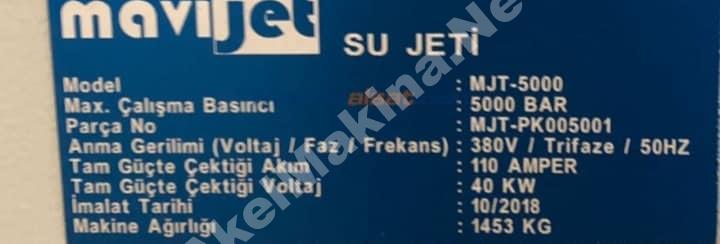 mavijet SU JETİ
Model : MJT-5000
Max. Çalışma Basıncı : 5000 BAR
Parça No : MJT-PK005001
Anma Gerilimi (Voltaj / Faz / Frekans) : 380V / Trifaze / 50HZ
Tam Güçte Çektiği Akım : 110 AMPER
Tam Güçte Çektiği Voltaj : 40 KW
İmalat Tarihi : 10/2018
Makine Ağırlığı : 1453 KG
AkelMakina.Net